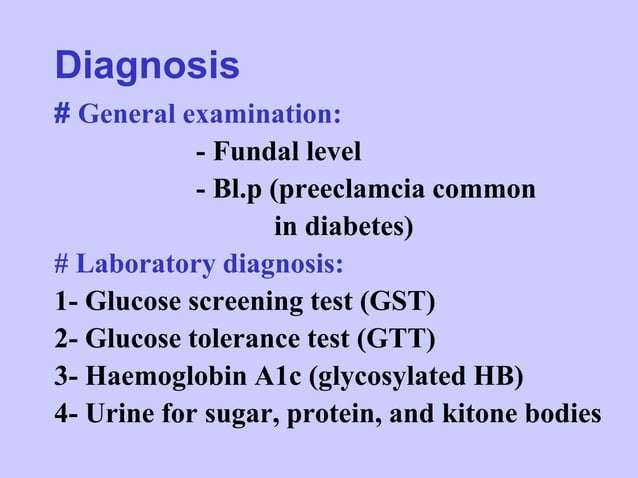 Diagnosis
# General examination:
- Fundal level
- Bl.p (preeclamcia common
in diabetes)
# Laboratory diagnosis:
1- Glucose screening test (GST)
2- Glucose tolerance test (GTT)
3- Haemoglobin A1c (glycosylated HB)
4- Urine for sugar, protein, and kitone bodies